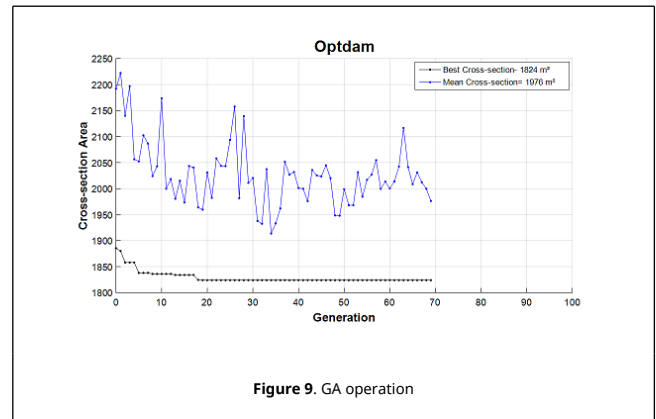 Optdam
Best Cross-section- 1824 m²
Mean Cross-section= 1976 m²
2250
2200
2150
2100
2050
2000
1950
1900
1850
1800
Cross-section Area
0 10 20 30 40 50 60 70 80 90 100
Generation
Figure 9. GA operation